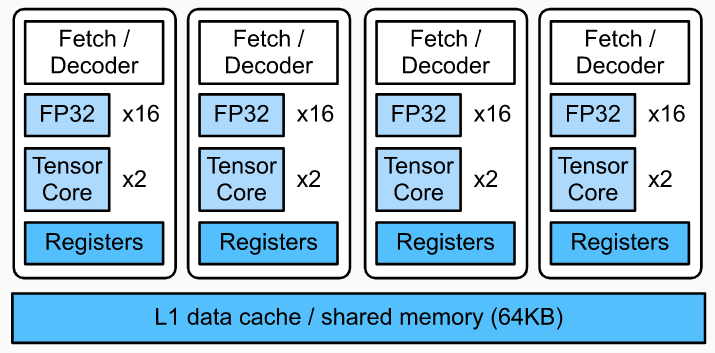 Fetch /
Decoder
FP32 x16
Tensor
Core
x2
Registers
Fetch /
Decoder
FP32 x16
Tensor
Core
x2
Registers
Fetch /
Decoder
FP32 x16
Tensor
Core
x2
Registers
Fetch /
Decoder
FP32 x16
Tensor
Core
x2
Registers
L1 data cache / shared memory (64KB)